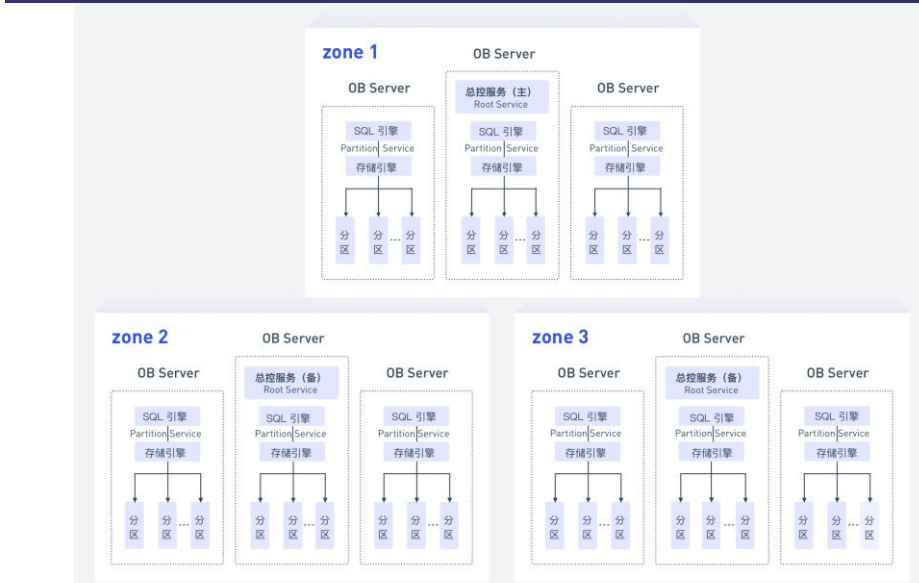 zone 1
OB Server
OB Server
OB Server
总控服务（主）
Root Service
SQL 引擎
SQL 引擎
SQL 引擎
Partition Service
Partition Service
Partition Service
存储引擎
存储引擎
存储引擎
分区 分区 ... 分区
分区 分区 ... 分区
分区 分区 ... 分区
zone 2
OB Server
OB Server
OB Server
总控服务（备）
Root Service
SQL 引擎
SQL 引擎
SQL 引擎
Partition Service
Partition Service
Partition Service
存储引擎
存储引擎
存储引擎
分区 分区 ... 分区
分区 分区 ... 分区
分区 分区 ... 分区
zone 3
OB Server
OB Server
OB Server
总控服务（备）
Root Service
SQL 引擎
SQL 引擎
SQL 引擎
Partition Service
Partition Service
Partition Service
存储引擎
存储引擎
存储引擎
分区 分区 ... 分区
分区 分区 ... 分区
分区 分区 ... 分区